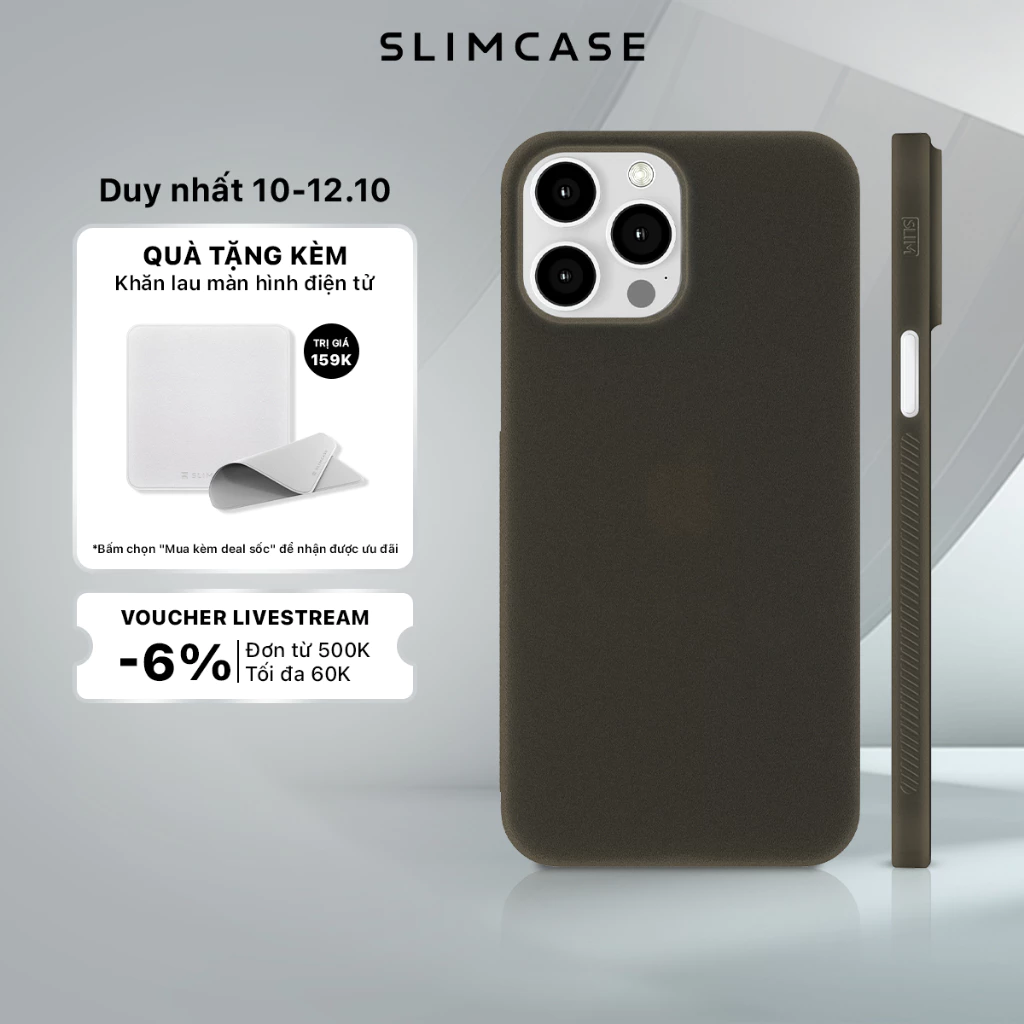 SLIMCASE
Duy nhất 10-12.10
QUÀ TẶNG KÈM
Khăn lau màn hình điện tử
TRỊ GIÁ
159K
*Bấm chọn "Mua kèm deal sốc" để nhận được ưu đãi
VOUCHER LIVESTREAM
-6%
Đơn từ 500K
Tối đa 60K
SLIM